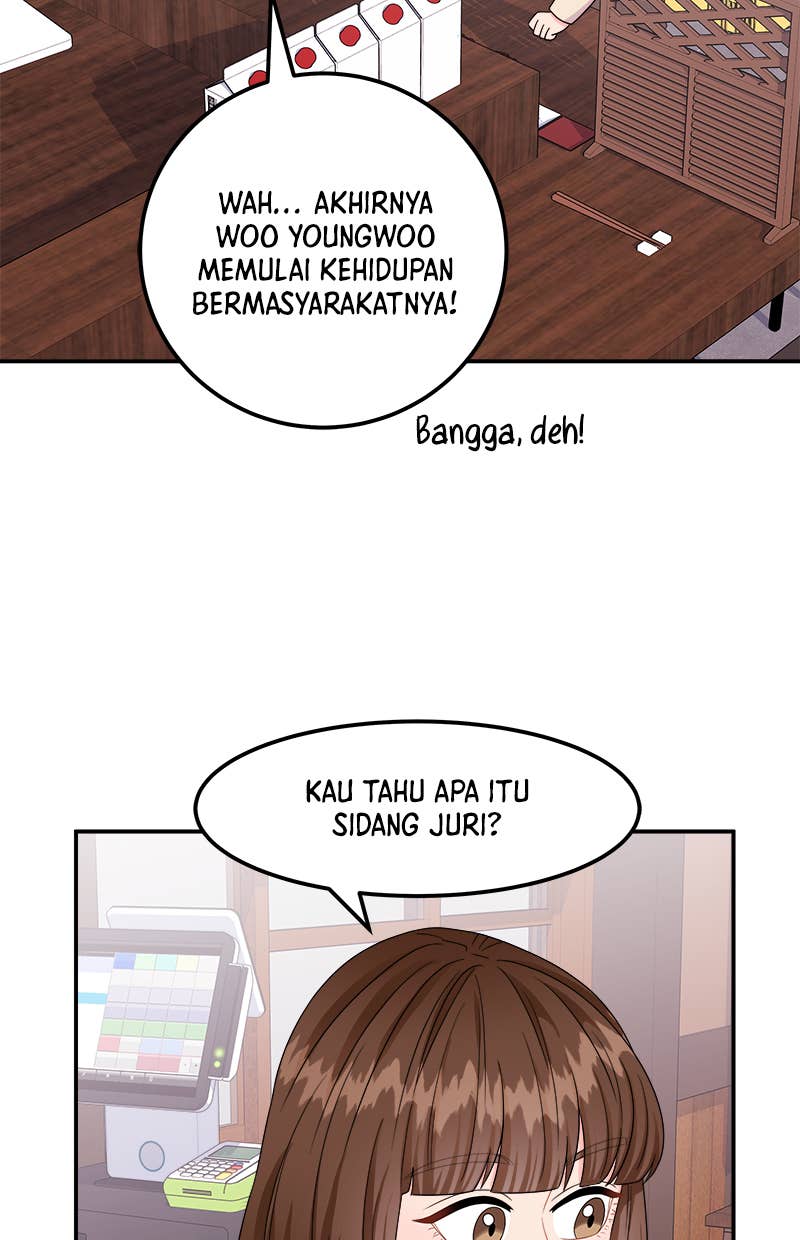 WAH... AKHIRNYA
WOO YOUNGWOO
MEMULAI KEHIDUPAN
BERMASYARAKATNYA!
Bangga, deh!
KAU TAHU APA ITU
SIDANG JURI?